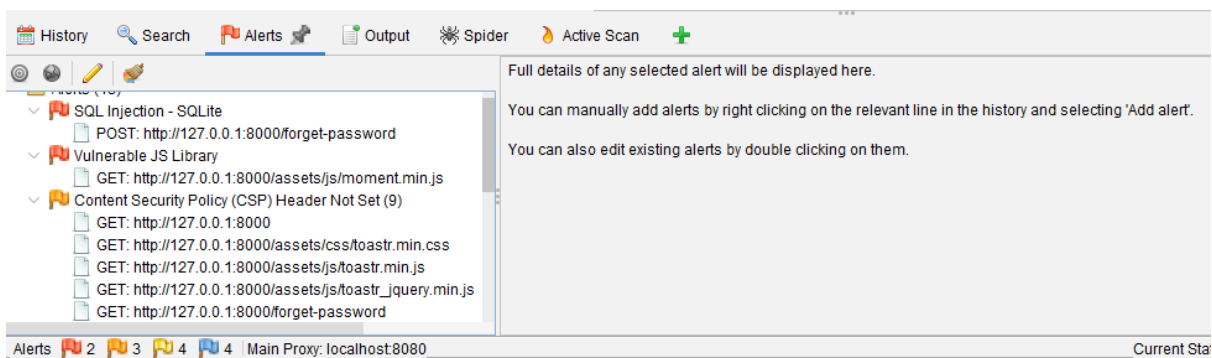 History Search Alerts Output Spider Active Scan
SQL Injection - SQLite
POST: http://127.0.0.1:8000/forget-password
Vulnerable JS Library
GET: http://127.0.0.1:8000/assets/js/moment.min.js
Content Security Policy (CSP) Header Not Set (9)
GET: http://127.0.0.1:8000
GET: http://127.0.0.1:8000/assets/css/toastr.min.css
GET: http://127.0.0.1:8000/assets/js/toastr.min.js
GET: http://127.0.0.1:8000/assets/js/toastr_jquery.min.js
GET: http://127.0.0.1:8000/forget-password
Full details of any selected alert will be displayed here.
You can manually add alerts by right clicking on the relevant line in the history and selecting 'Add alert'.
You can also edit existing alerts by double clicking on them.
Alerts 2 3 4 4 Main Proxy: localhost:8080 Current Sta